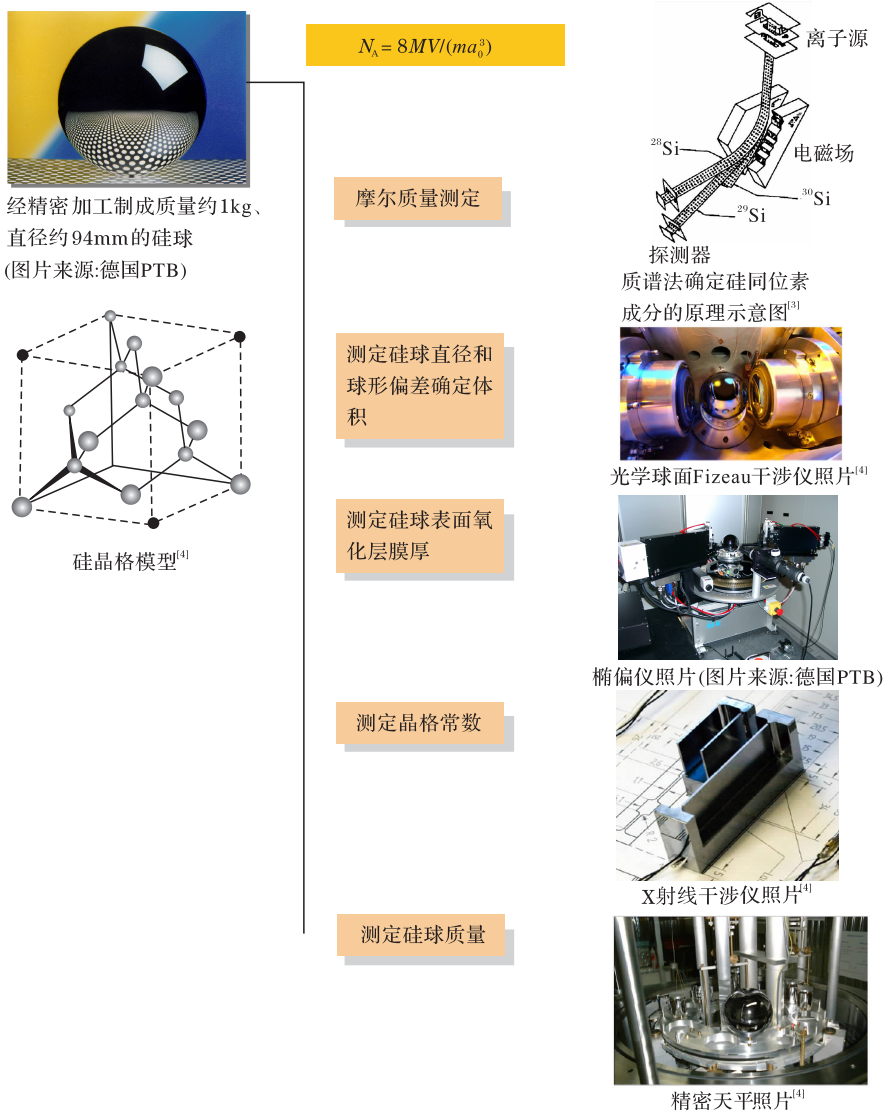 N_A = 8MV/(ma_0^3)
经精密加工制成质量约1kg、
直径约94mm的硅球
(图片来源:德国PTB)
硅晶格模型[4]
摩尔质量测定
测定硅球直径和
球形偏差确定体
积
测定硅球表面氧
化层膜厚
测定晶格常数
测定硅球质量
离子源
28Si
电磁场
30Si
29Si
探测器
质谱法确定硅同位素
成分的原理示意图[3]
光学球面Fizeau干涉仪照片[4]
椭偏仪照片(图片来源:德国PTB)
X射线干涉仪照片[4]
精密天平照片[4]